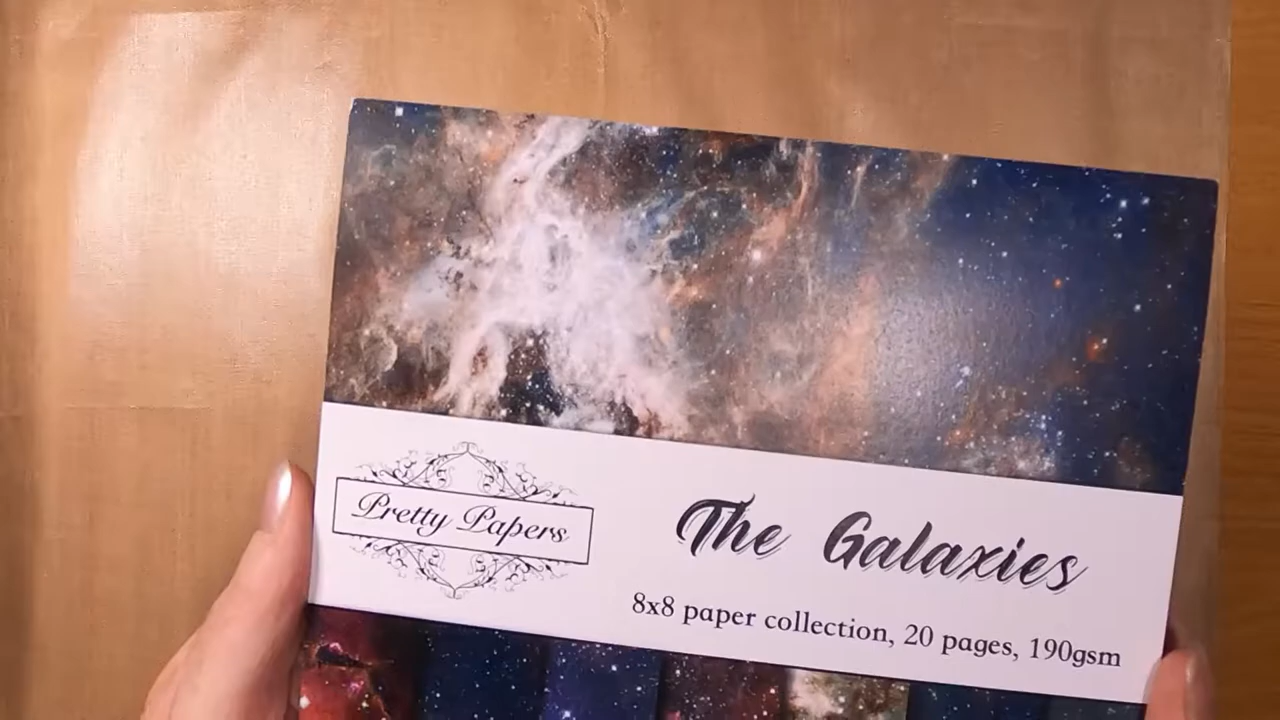 Pretty Papers
The Galaxies
8x8 paper collection, 20 pages, 190gsm